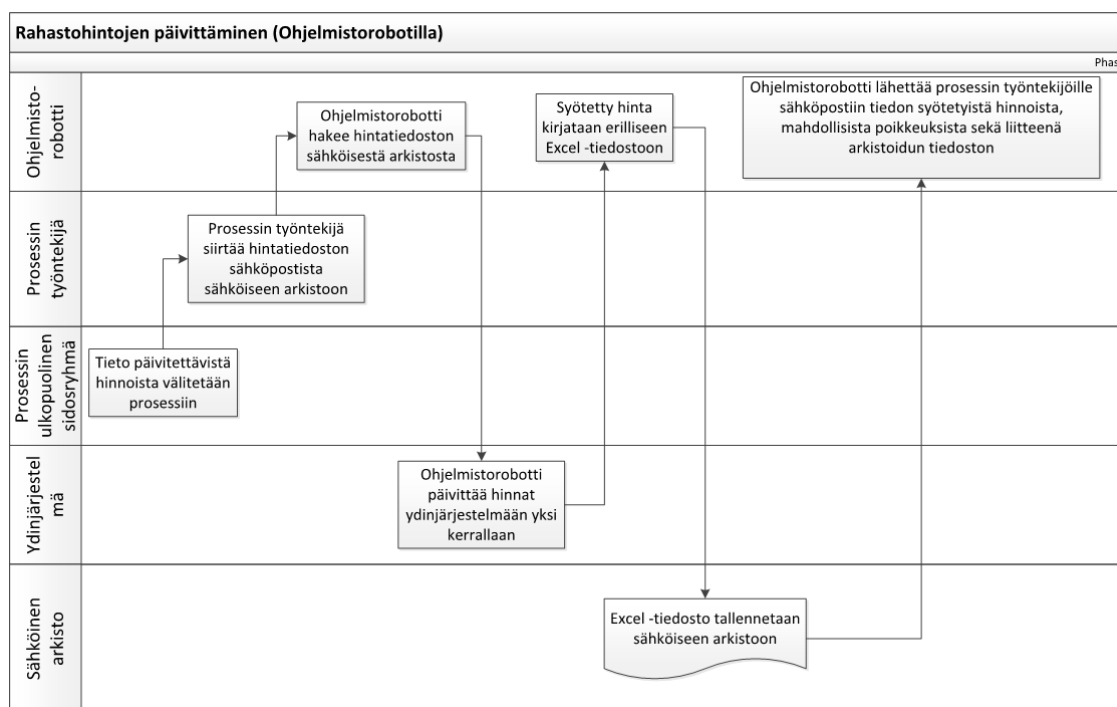 Rahastohintojen päivittäminen (Ohjelmistorobotilla)
Phas
Ohjelmisto-
robotti
Ohjelmistorobotti
hakee hintatiedoston
sähköisestä arkistosta
Syötetty hinta
kirjataan erilliseen
Excel -tiedostoon
Ohjelmistorobotti lähettää prosessin työntekijöille
sähköpostiin tiedon syötetyistä hinnoista,
mahdollisista poikkeuksista sekä liitteenä
arkistoidun tiedoston
Prosessin
työntekijä
Prosessin työntekijä
siirtää hintatiedoston
sähköpostista
sähköiseen arkistoon
Prosessin
ulkopuolinen
sidosryhmä
Tieto päivitettävistä
hinnoista välitetään
prosessiin
Ydinjärjestel
mä
Ohjelmistorobotti
päivittää hinnat
ydinjärjestelmään yksi
kerrallaan
Sähköinen
arkisto
Excel -tiedosto tallennetaan
sähköiseen arkistoon